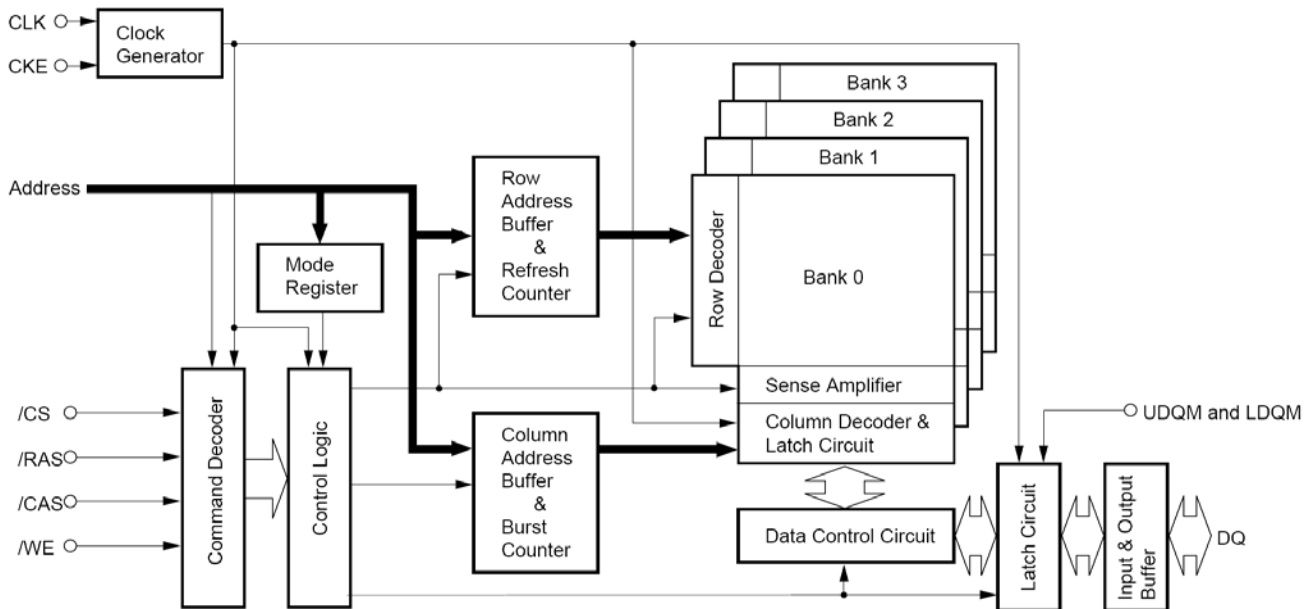 CLK
Clock
Generator
CKE
Bank 3
Bank 2
Bank 1
Address
Row
Address
Buffer
&
Refresh
Counter
Row Decoder
Bank 0
Mode
Register
Sense Amplifier
/CS
/RAS
/CAS
/WE
Command Decoder
Control Logic
Column
Address
Buffer
&
Burst
Counter
Column Decoder &
Latch Circuit
UDQM and LDQM
Data Control Circuit
Latch Circuit
Input & Output
Buffer
DQ